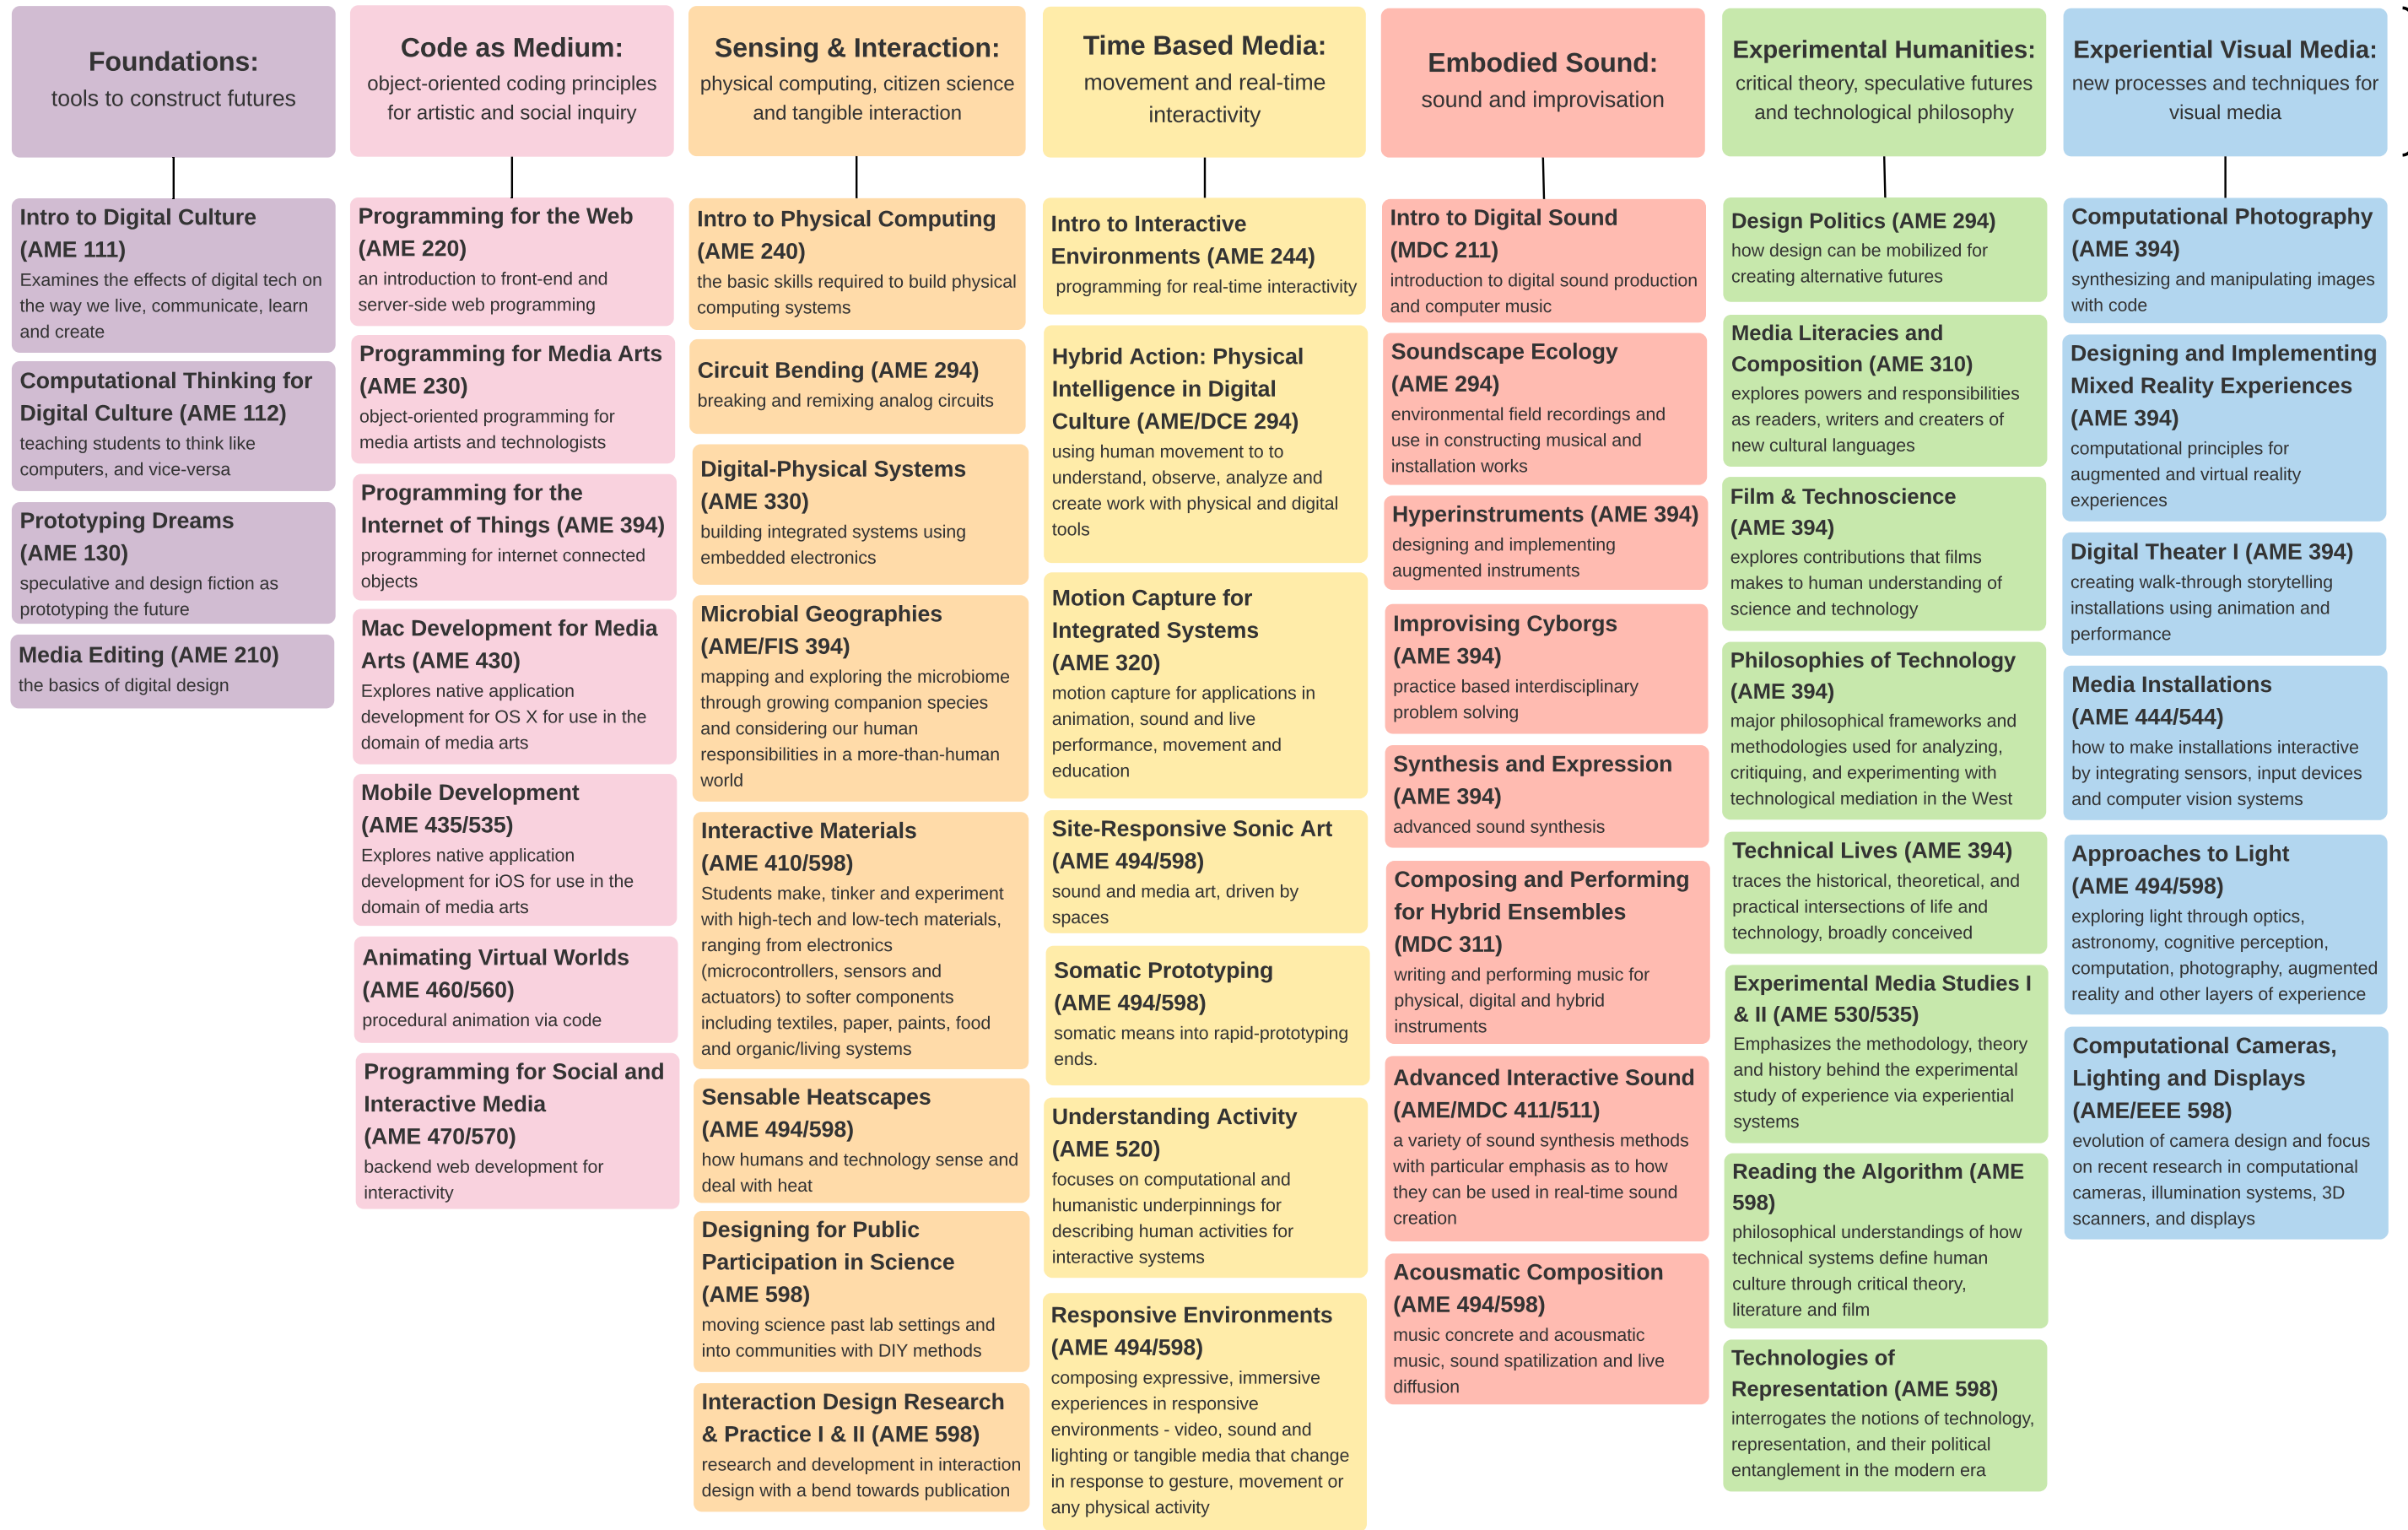 Foundations:
tools to construct futures
Intro to Digital Culture
(AME 111)
Examines the effects of digital tech on
the way we live, communicate, learn
and create
Computational Thinking for
Digital Culture (AME 112)
teaching students to think like
computers, and vice-versa
Prototyping Dreams
(AME 130)
speculative and design fiction as
prototyping the future
Media Editing (AME 210)
the basics of digital design
Code as Medium:
object-oriented coding principles
for artistic and social inquiry
Programming for the Web
(AME 220)
an introduction to front-end and
server-side web programming
Programming for Media Arts
(AME 230)
object-oriented programming for
media artists and technologists
Programming for the
Internet of Things (AME 394)
programming for internet connected
objects
Mac Development for Media
Arts (AME 430)
Explores native application
development for OS X for use in the
domain of media arts
Mobile Development
(AME 435/535)
Explores native application
development for iOS for use in the
domain of media arts
Animating Virtual Worlds
(AME 460/560)
procedural animation via code
Programming for Social and
Interactive Media
(AME 470/570)
backend web development for
interactivity
Sensing & Interaction:
physical computing, citizen science
and tangible interaction
Intro to Physical Computing
(AME 240)
the basic skills required to build physical
computing systems
Circuit Bending (AME 294)
breaking and remixing analog circuits
Digital-Physical Systems
(AME 330)
building integrated systems using
embedded electronics
Microbial Geographies
(AME/FIS 394)
mapping and exploring the microbiome
through growing companion species
and considering our human
responsibilities in a more-than-human
world
Interactive Materials
(AME 410/598)
Students make, tinker and experiment
with high-tech and low-tech materials,
ranging from electronics
(microcontrollers, sensors and
actuators) to softer components
including textiles, paper, paints, food
and organic/living systems
Sensable Heatscapes
(AME 494/598)
how humans and technology sense and
deal with heat
Designing for Public
Participation in Science
(AME 598)
moving science past lab settings and
into communities with DIY methods
Interaction Design Research
& Practice I & II (AME 598)
research and development in interaction
design with a bend towards publication
Time Based Media:
movement and real-time
interactivity
Intro to Interactive
Environments (AME 244)
programming for real-time interactivity
Hybrid Action: Physical
Intelligence in Digital
Culture (AME/DCE 294)
using human movement to to
understand, observe, analyze and
create work with physical and digital
tools
Motion Capture for
Integrated Systems
(AME 320)
motion capture for applications in
animation, sound and live
performance, movement and
education
Site-Responsive Sonic Art
(AME 494/598)
sound and media art, driven by
spaces
Somatic Prototyping
(AME 494/598)
somatic means into rapid-prototyping
ends.
Understanding Activity
(AME 520)
focuses on computational and
humanistic underpinnings for
describing human activities for
interactive systems
Responsive Environments
(AME 494/598)
composing expressive, immersive
experiences in responsive
environments - video, sound and
lighting or tangible media that change
in response to gesture, movement or
any physical activity
Embodied Sound:
sound and improvisation
Intro to Digital Sound
(MDC 211)
introduction to digital sound production
and computer music
Soundscape Ecology
(AME 294)
environmental field recordings and
use in constructing musical and
installation works
Hyperinstruments (AME 394)
designing and implementing
augmented instruments
Improvising Cyborgs
(AME 394)
practice based interdisciplinary
problem solving
Synthesis and Expression
(AME 394)
advanced sound synthesis
Composing and Performing
for Hybrid Ensembles
(MDC 311)
writing and performing music for
physical, digital and hybrid
instruments
Advanced Interactive Sound
(AME/MDC 411/511)
a variety of sound synthesis methods
with particular emphasis as to how
they can be used in real-time sound
creation
Acousmatic Composition
(AME 494/598)
music concrete and acousmatic
music, sound spatilization and live
diffusion
Experimental Humanities:
critical theory, speculative futures
and technological philosophy
Design Politics (AME 294)
how design can be mobilized for
creating alternative futures
Media Literacies and
Composition (AME 310)
explores powers and responsibilities
as readers, writers and creaters of
new cultural languages
Film & Technoscience
(AME 394)
explores contributions that films
makes to human understanding of
science and technology
Philosophies of Technology
(AME 394)
major philosophical frameworks and
methodologies used for analyzing,
critiquing, and experimenting with
technological mediation in the West
Technical Lives (AME 394)
traces the historical, theoretical, and
practical intersections of life and
technology, broadly conceived
Experimental Media Studies I
& II (AME 530/535)
Emphasizes the methodology, theory
and history behind the experimental
study of experience via experiential
systems
Reading the Algorithm (AME
598)
philosophical understandings of how
technical systems define human
culture through critical theory,
literature and film
Technologies of
Representation (AME 598)
interrogates the notions of technology,
representation, and their political
entanglement in the modern era
Experiential Visual Media:
new processes and techniques for
visual media
Computational Photography
(AME 394)
synthesizing and manipulating images
with code
Designing and Implementing
Mixed Reality Experiences
(AME 394)
computational principles for
augmented and virtual reality
experiences
Digital Theater I (AME 394)
creating walk-through storytelling
installations using animation and
performance
Media Installations
(AME 444/544)
how to make installations interactive
by integrating sensors, input devices
and computer vision systems
Approaches to Light
(AME 494/598)
exploring light through optics,
astronomy, cognitive perception,
computation, photography, augmented
reality and other layers of experience
Computational Cameras,
Lighting and Displays
(AME/EEE 598)
evolution of camera design and focus
on recent research in computational
cameras, illumination systems, 3D
scanners, and displays